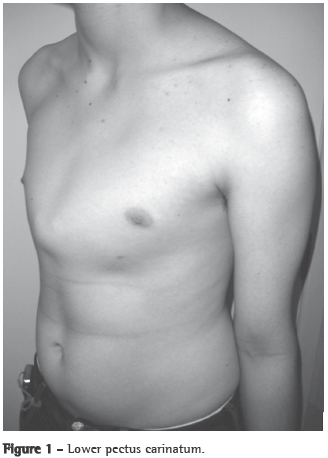 Figure 1 – Lower pectus carinatum.